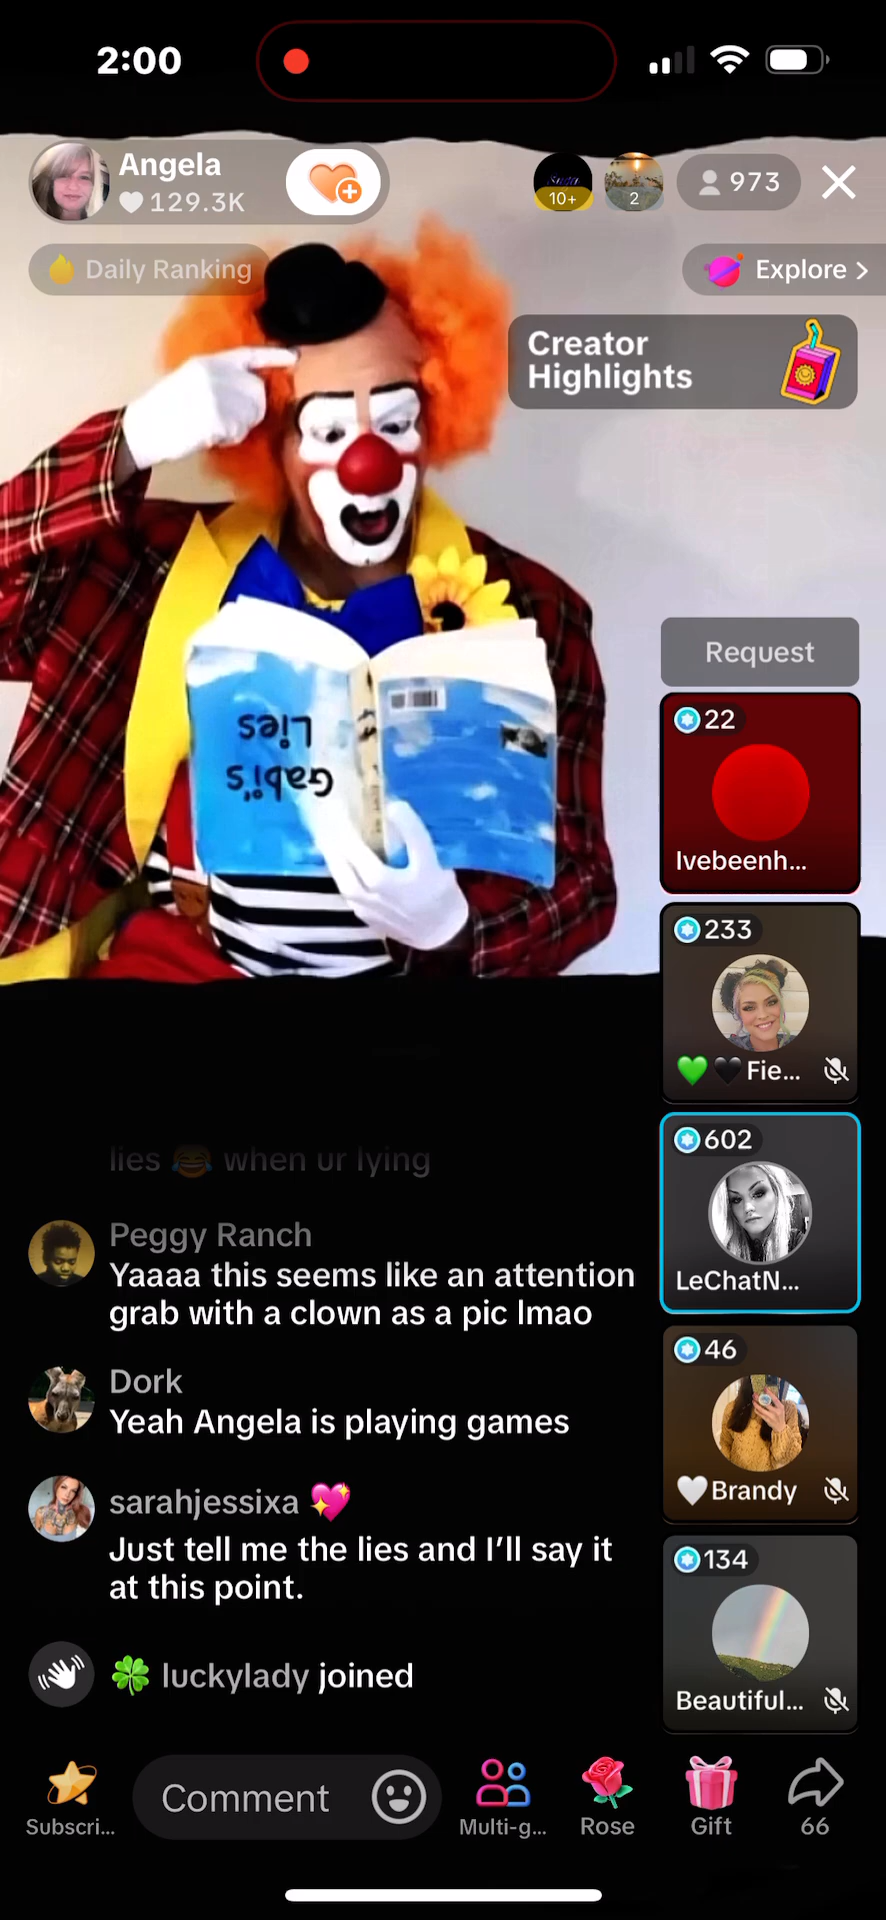 2:00
Angela
129.3K
10+
2
973
Daily Ranking
Explore >
Creator
Highlights
Gabi's
Lies
Request
22
Ivebeenh...
233
💚🖤Fie...
lies 😂 when ur lying
602
LeChatN...
Peggy Ranch
Yaaaa this seems like an attention
grab with a clown as a pic lmao
46
🤍Brandy
Dork
Yeah Angela is playing games
sarahjessixa 💖
Just tell me the lies and I'll say it
at this point.
134
Beautiful...
🍀 luckylady joined
Subscri...
Comment
Multi-g...
Rose
Gift
66